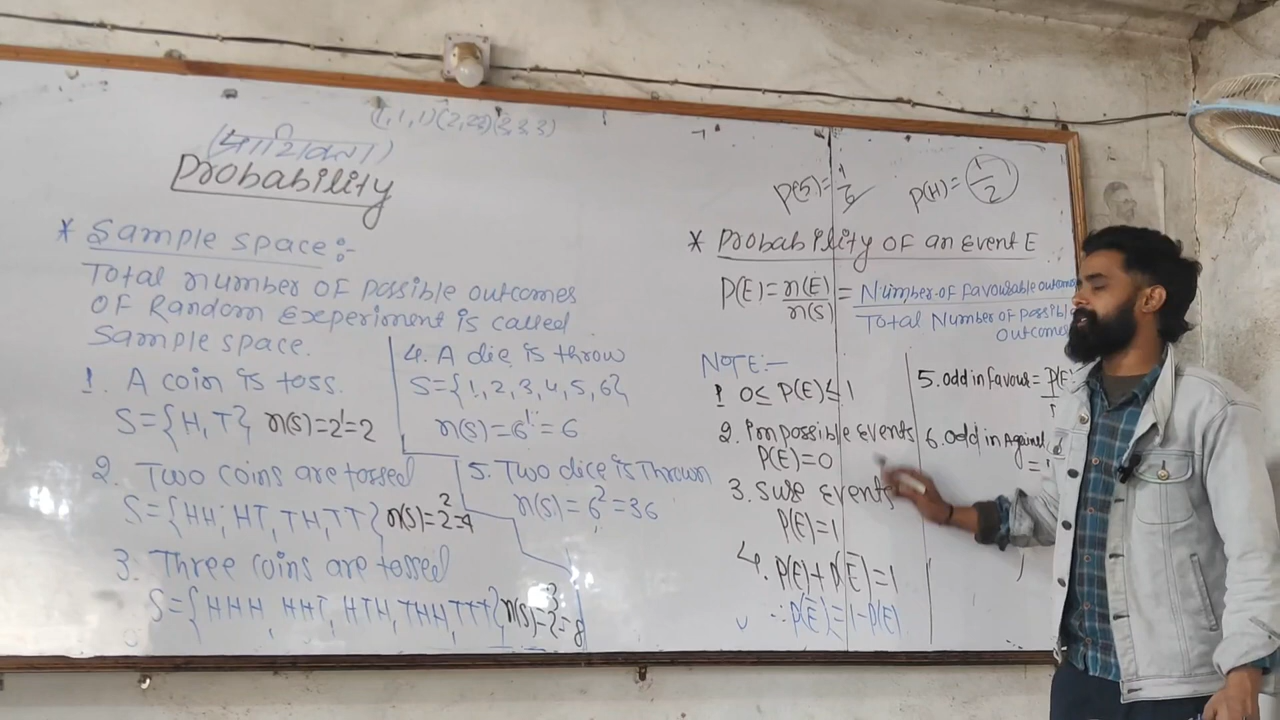 (1,1,1)(2,2,2)(3,3,3)
(प्रायिकता)
Probability
* Sample space:-
Total number of possible outcomes
of Random Experiment is called
Sample space.
1. A coin is toss.
S={H,T} n(S)=2¹=2
2. Two coins are tossed
S={HH, HT, TH, TT} n(S)=2²=4
3. Three coins are tossed
S={HHH, HHT, HTH, THH, TTT} n(S)=2³=8
4. A die is throw
S={1,2,3,4,5,6}
n(S)=6¹=6
5. Two dice is Thrown
n(S)=6²=36
P(5)=1/6 P(H)=1/2
* Probability of an Event E
P(E)=n(E)/n(S)=Number of favourable outcomes/Total Number of possible outcomes
NOTE:-
1 0≤P(E)≤1
2. Impossible events
P(E)=0
3. Sure events
P(E)=1
4. P(E)+P(E̅)=1
∴P(E̅)=1-P(E)
5. odd in favour=P(E)
6. odd in Against
=